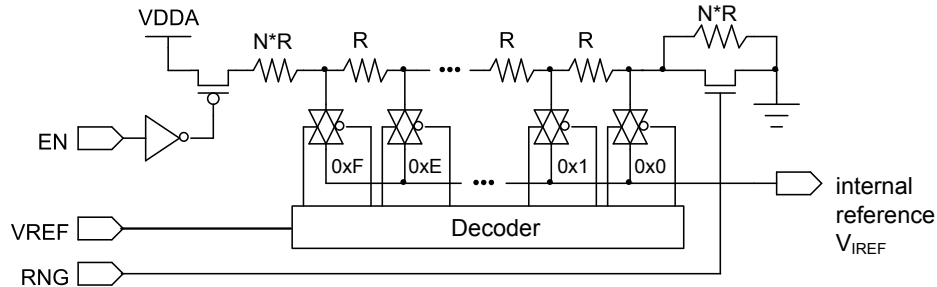 VDDA
N*R
R
R
R
N*R
EN
0xF
0xE
0x1
0x0
internal
reference
VIREF
VREF
Decoder
RNG